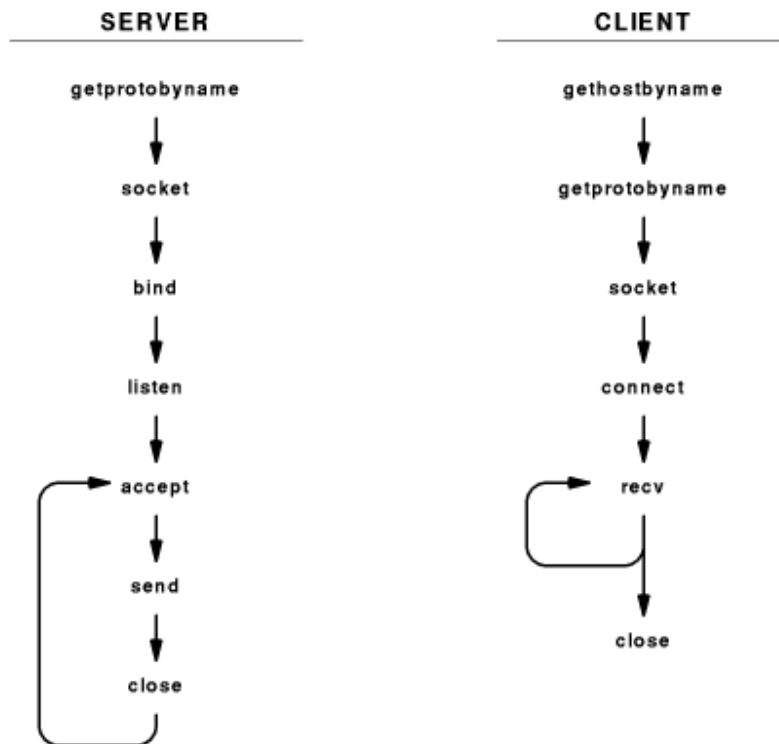 SERVER
getprotobyname
socket
bind
listen
accept
send
close
CLIENT
gethostbyname
getprotobyname
socket
connect
recv
close